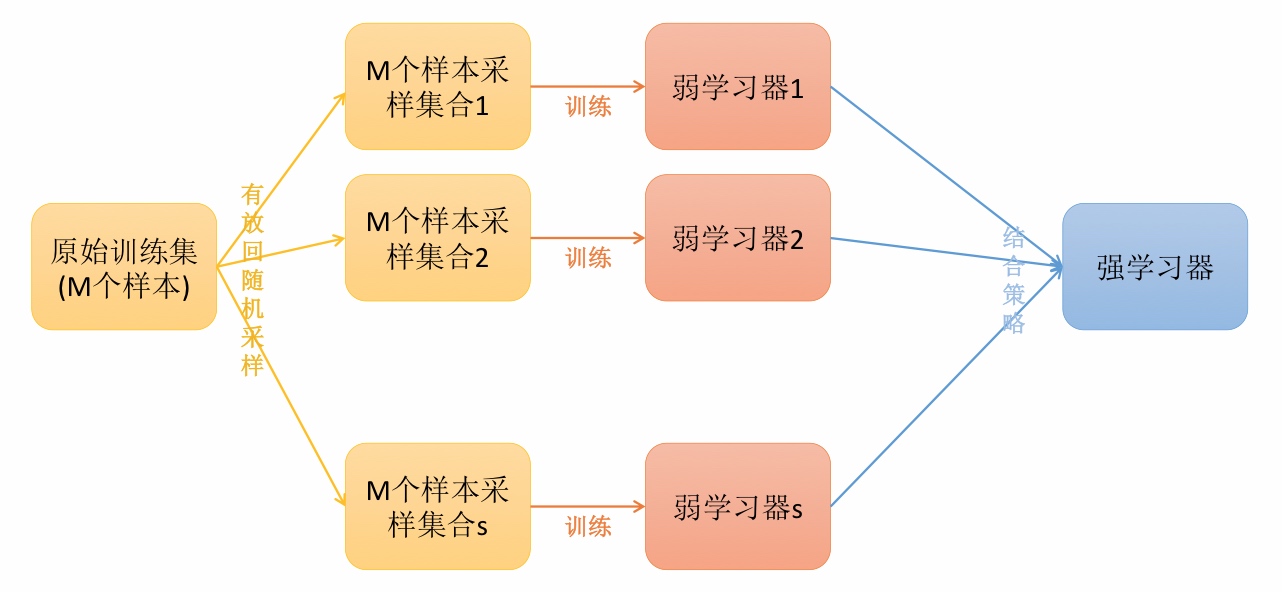 M个样本采
样集合1
训练
弱学习器1
有放回随机采样
原始训练集
(M个样本)
M个样本采
样集合2
训练
弱学习器2
结合策略
强学习器
M个样本采
样集合s
训练
弱学习器s